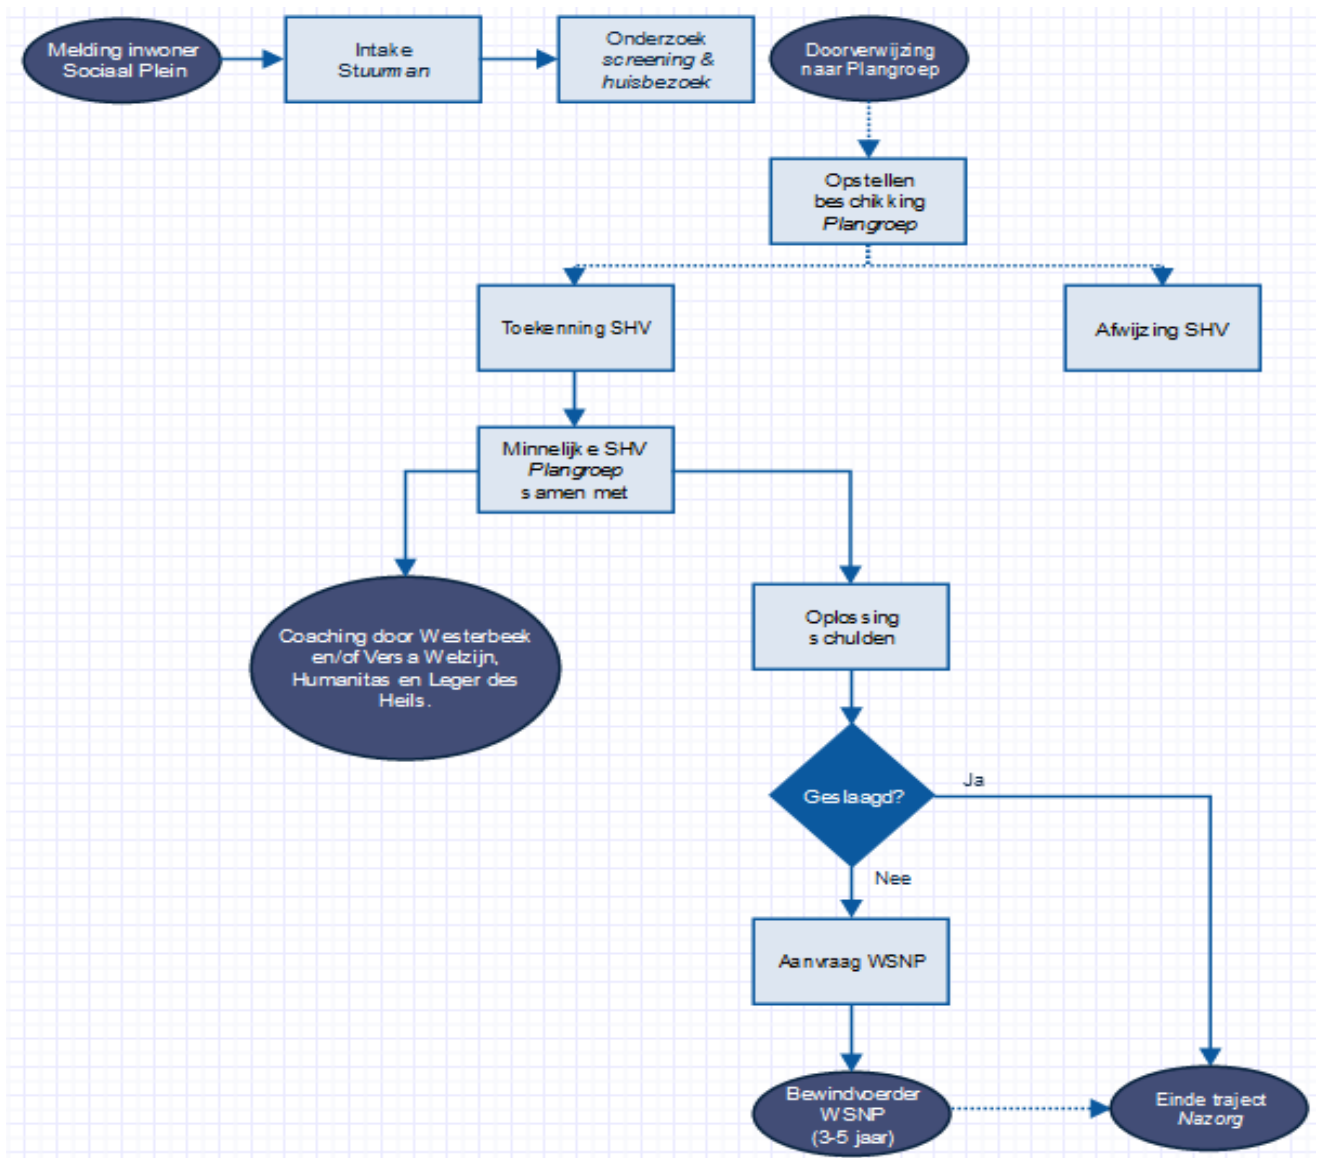 Melding inwoner
Sociaal Plein
Intake
Stuurman
Onderzoek
screening &
huisbezoek
Doorverwijzing
naar Plangroep
Opstellen
beschikking
Plangroep
Toekenning SHV
Afwijzing SHV
Minnelijke SHV
Plangroep
samen met
Coaching door Westerbeek
en/of Versa Welzijn,
Humanitas en Leger des
Heils.
Oplossing
schulden
Geslaagd?
Ja
Nee
Aanvraag WSNP
Bewindvoerder
WSNP
(3-5 jaar)
Einde traject
Nazorg